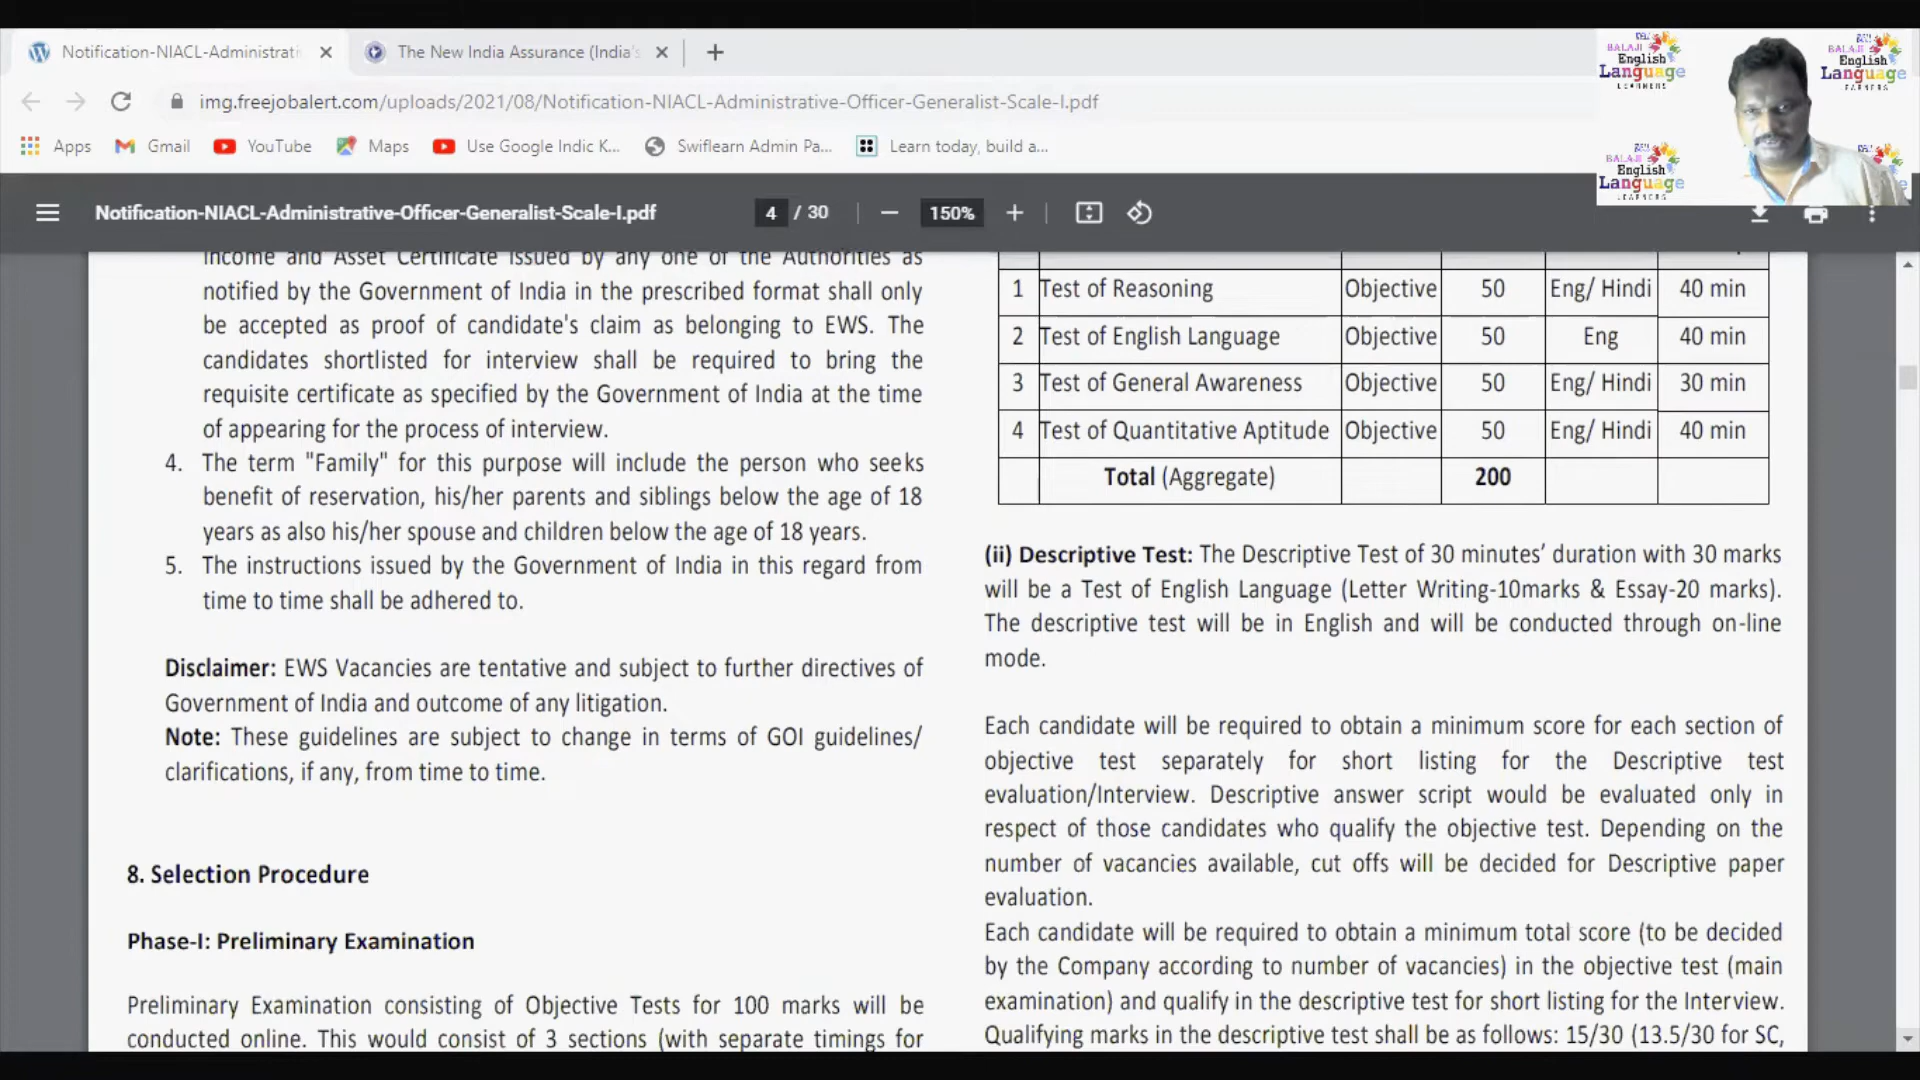 Notification-NIACL-Administrati
The New India Assurance (India's
img.freejobalert.com/uploads/2021/08/Notification-NIACL-Administrative-Officer-Generalist-Scale-I.pdf
Apps Gmail YouTube Maps Use Google Indic K... Swiflearn Admin Pa... Learn today, build a...
BALAJI
English
Language
LEARNERS
BALAJI
English
Language
BALAJI
English
Language
LEARNERS
Notification-NIACL-Administrative-Officer-Generalist-Scale-I.pdf 4 / 30 150%
Income and Asset Certificate issued by any one of the Authorities as
notified by the Government of India in the prescribed format shall only
be accepted as proof of candidate's claim as belonging to EWS. The
candidates shortlisted for interview shall be required to bring the
requisite certificate as specified by the Government of India at the time
of appearing for the process of interview.
4. The term "Family" for this purpose will include the person who seeks
benefit of reservation, his/her parents and siblings below the age of 18
years as also his/her spouse and children below the age of 18 years.
5. The instructions issued by the Government of India in this regard from
time to time shall be adhered to.
Disclaimer: EWS Vacancies are tentative and subject to further directives of
Government of India and outcome of any litigation.
Note: These guidelines are subject to change in terms of GOI guidelines/
clarifications, if any, from time to time.
8. Selection Procedure
Phase-I: Preliminary Examination
Preliminary Examination consisting of Objective Tests for 100 marks will be
conducted online. This would consist of 3 sections (with separate timings for
1 Test of Reasoning Objective 50 Eng/ Hindi 40 min
2 Test of English Language Objective 50 Eng 40 min
3 Test of General Awareness Objective 50 Eng/ Hindi 30 min
4 Test of Quantitative Aptitude Objective 50 Eng/ Hindi 40 min
Total (Aggregate) 200
(ii) Descriptive Test: The Descriptive Test of 30 minutes' duration with 30 marks
will be a Test of English Language (Letter Writing-10marks & Essay-20 marks).
The descriptive test will be in English and will be conducted through on-line
mode.
Each candidate will be required to obtain a minimum score for each section of
objective test separately for short listing for the Descriptive test
evaluation/Interview. Descriptive answer script would be evaluated only in
respect of those candidates who qualify the objective test. Depending on the
number of vacancies available, cut offs will be decided for Descriptive paper
evaluation.
Each candidate will be required to obtain a minimum total score (to be decided
by the Company according to number of vacancies) in the objective test (main
examination) and qualify in the descriptive test for short listing for the Interview.
Qualifying marks in the descriptive test shall be as follows: 15/30 (13.5/30 for SC,